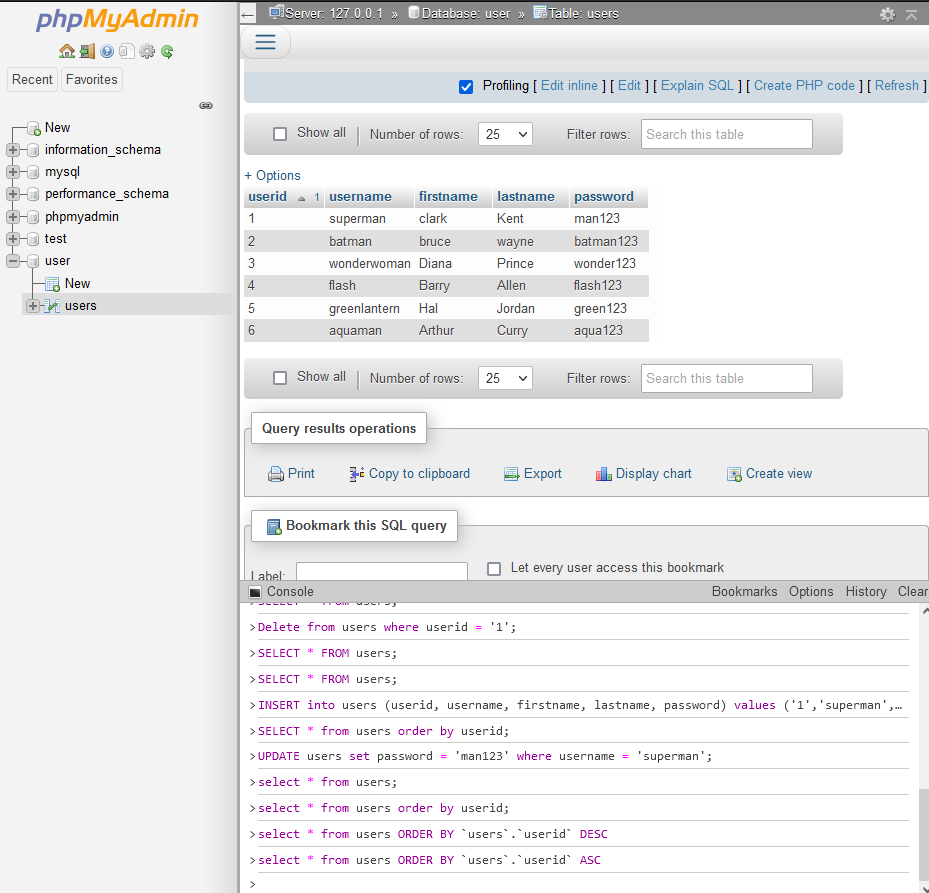 phpMyAdmin
Recent Favorites
New
information_schema
mysql
performance_schema
phpmyadmin
test
user
New
users
Server: 127.0.0.1 » Database: user » Table: users
Profiling [ Edit inline ] [ Edit ] [ Explain SQL ] [ Create PHP code ] [ Refresh ]
Show all | Number of rows: 25 Filter rows: Search this table
+ Options
userid 1 username firstname lastname password
1 superman clark Kent man123
2 batman bruce wayne batman123
3 wonderwoman Diana Prince wonder123
4 flash Barry Allen flash123
5 greenlantern Hal Jordan green123
6 aquaman Arthur Curry aqua123
Show all | Number of rows: 25 Filter rows: Search this table
Query results operations
Print Copy to clipboard Export Display chart Create view
Bookmark this SQL query
Label: Let every user access this bookmark
Console Bookmarks Options History Clear
>SELECT * from users;
>Delete from users where userid = '1';
>SELECT * FROM users;
>SELECT * FROM users;
>INSERT into users (userid, username, firstname, lastname, password) values ('1','superman',…
>SELECT * from users order by userid;
>UPDATE users set password = 'man123' where username = 'superman';
>select * from users;
>select * from users order by userid;
>select * from users ORDER BY `users`.`userid` DESC
>select * from users ORDER BY `users`.`userid` ASC
>